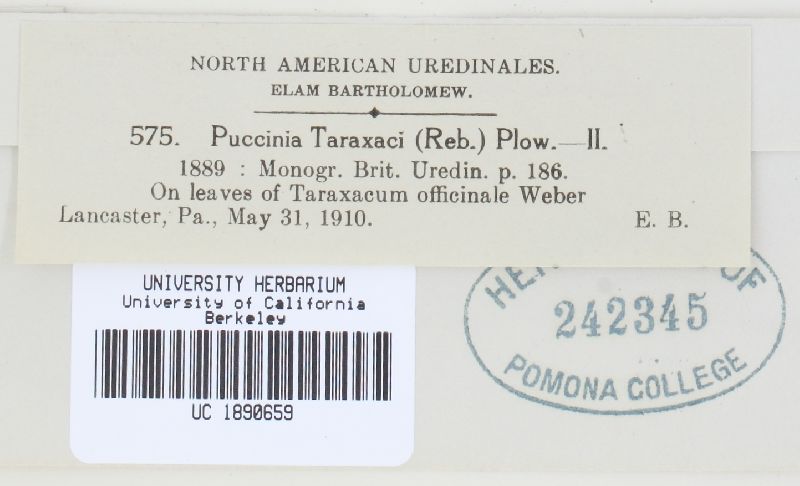 NORTH AMERICAN UREDINALES.
ELAM BARTHOLOMEW.
575. Puccinia Taraxaci (Reb.) Plow.—II.
1889 : Monogr. Brit. Uredin. p. 186.
On leaves of Taraxacum officinale Weber
Lancaster, Pa., May 31, 1910. E. B.
UNIVERSITY HERBARIUM
University of California
Berkeley
UC 1890659
OF
242345
POMONA COLLEGE